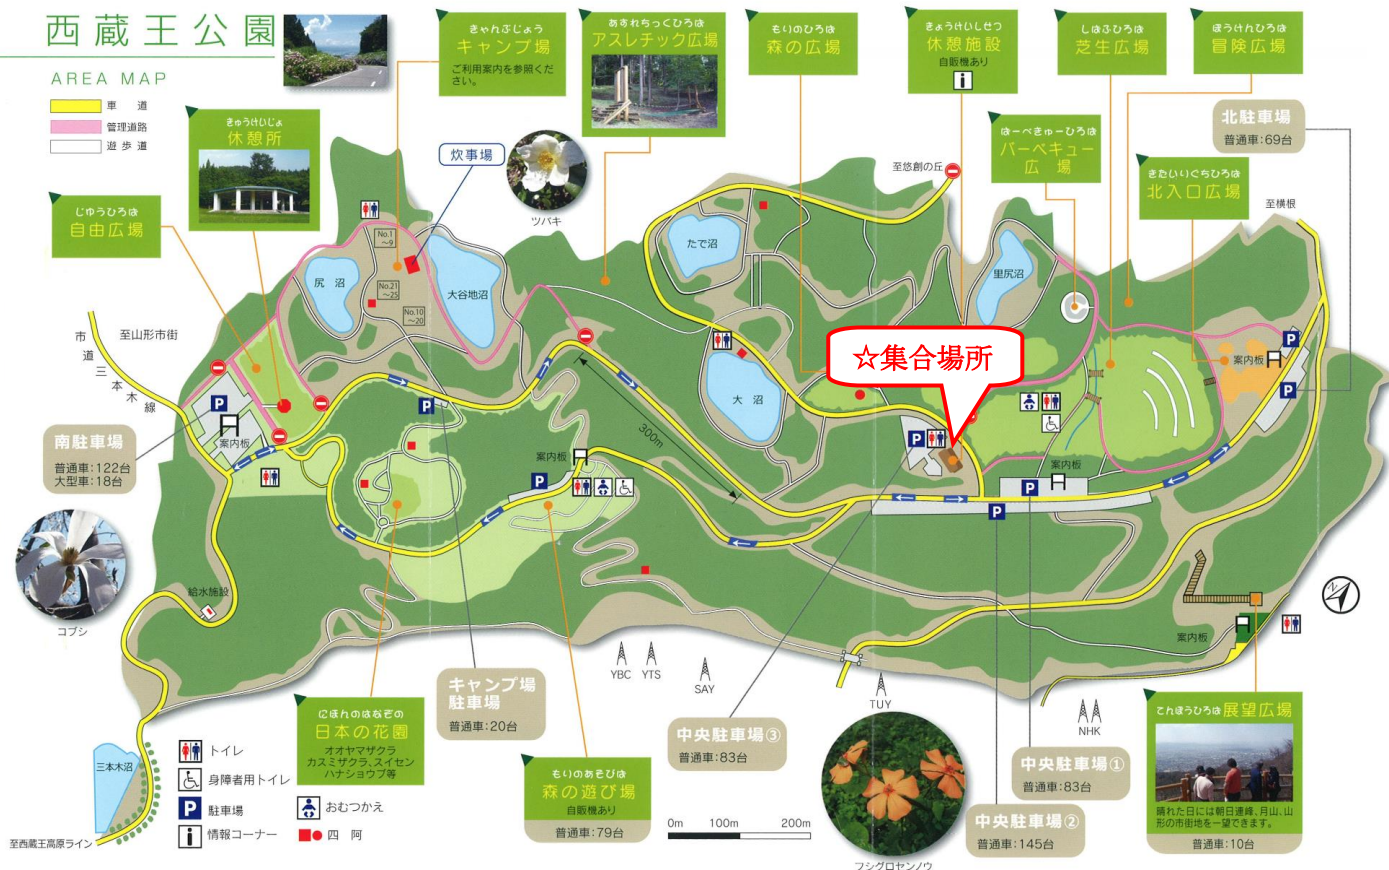 西蔵王公園
AREA MAP
車 道
管理道路
遊歩道
きゅうけいじょ
休憩所
じゆうひろば
自由広場
きゃんぷじょう
キャンプ場
ご利用案内を参照くだ
さい。
炊事場
あすれちっくひろば
アスレチック広場
ツバキ
もりのひろば
森の広場
きゅうけいしせつ
休憩施設
自販機あり
しばふひろば
芝生広場
ぼうけんひろば
冒険広場
ばーべきゅーひろば
バーベキュー
広 場
北駐車場
普通車:69台
きたいりぐちひろば
北入口広場
至悠創の丘
至横根
No.1
～9
No.21
～25
No.10
～20
尻 沼
大谷地沼
たで沼
里尻沼
大 沼
☆集合場所
案内板
至山形市街
市道三本木線
南駐車場
普通車:122台
大型車:18台
案内板
300m
案内板
案内板
コブシ
給水施設
案内板
YBC
YTS
SAY
TUY
NHK
キャンプ場
駐車場
普通車:20台
にほんのはなぞの
日本の花園
オオヤマザクラ
カスミザクラ、スイセン
ハナショウブ等
もりのあそびば
森の遊び場
自販機あり
普通車:79台
中央駐車場③
普通車:83台
中央駐車場①
普通車:83台
中央駐車場②
普通車:145台
てんぼうひろば
展望広場
晴れた日には朝日連峰、月山、山
形の市街地を一望できます。
普通車:10台
三本木沼
至西蔵王高原ライン
トイレ
身障者用トイレ
P
駐車場
情報コーナー
おむつかえ
四 阿
0m
100m
200m
フシグロセンノウ
N